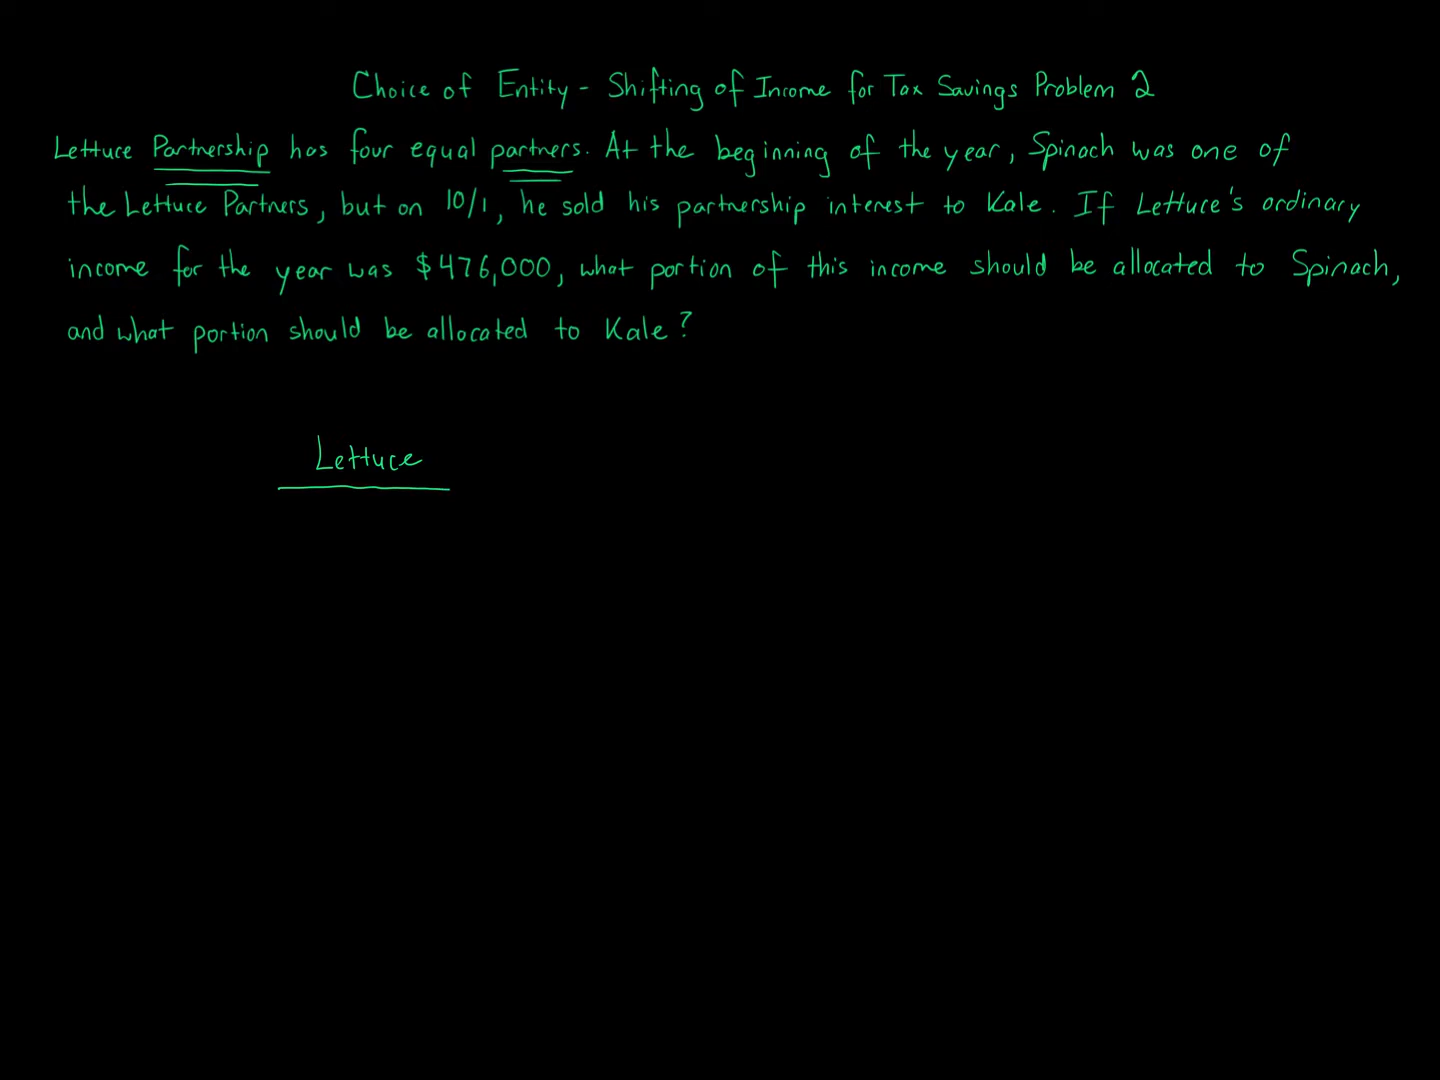 Choice of Entity - Shifting of Income for Tax Savings Problem 2
Lettuce Partnership has four equal partners. At the beginning of the year, Spinach was one of
the Lettuce Partners, but on 10/1, he sold his partnership interest to Kale. If Lettuce's ordinary
income for the year was $476,000, what portion of this income should be allocated to Spinach,
and what portion should be allocated to Kale?
Lettuce